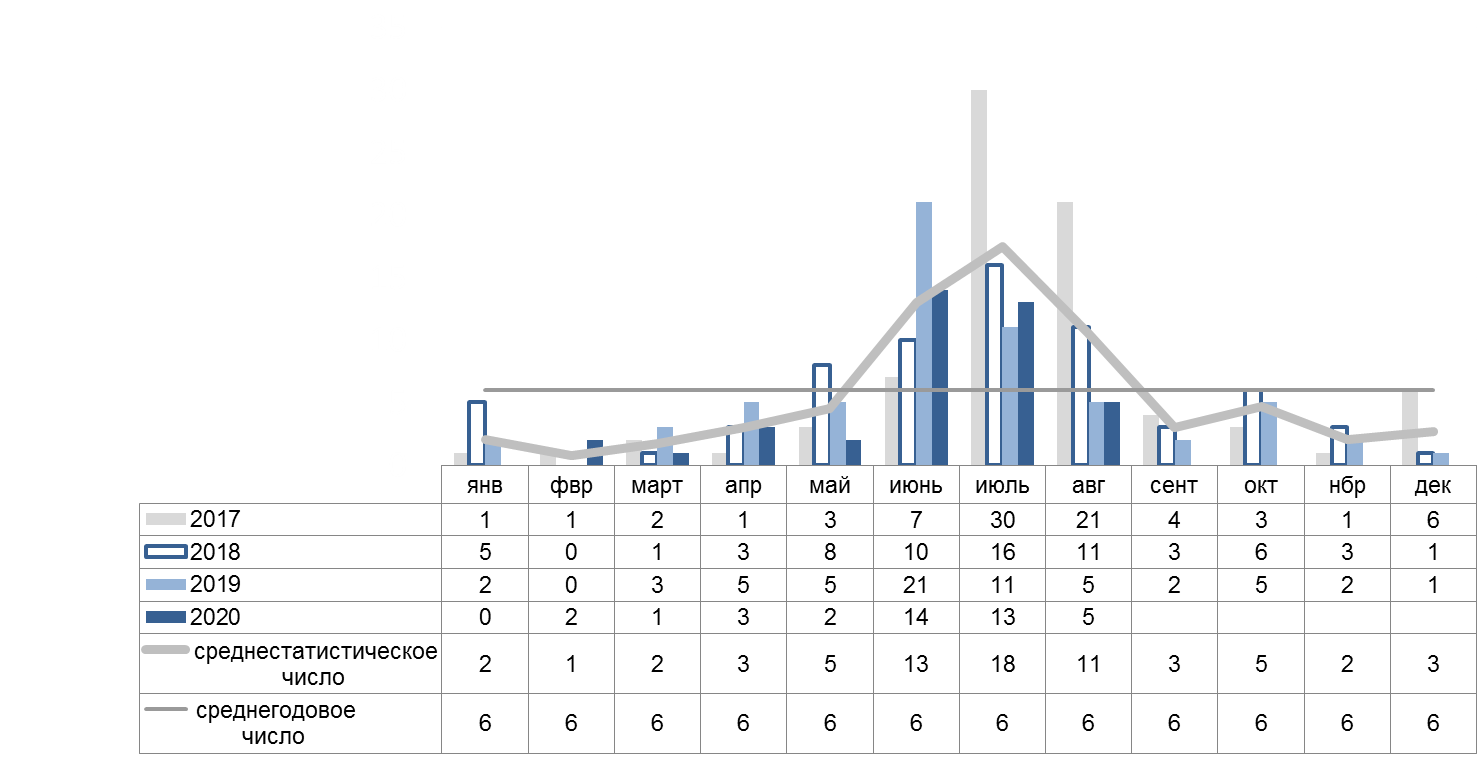 янв фвр март апр май июнь июль авг сент окт нбр дек
2017 1 1 2 1 3 7 30 21 4 3 1 6
2018 5 0 1 3 8 10 16 11 3 6 3 1
2019 2 0 3 5 5 21 11 5 2 5 2 1
2020 0 2 1 3 2 14 13 5
среднестатистическое
число 2 1 2 3 5 13 18 11 3 5 2 3
среднегодовое
число 6 6 6 6 6 6 6 6 6 6 6 6